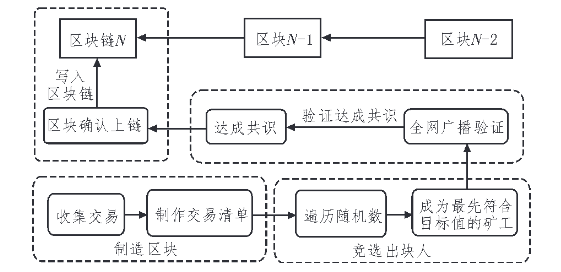 区块链N
区块N-1
区块N-2
写入
区块链
区块确认上链
达成共识
验证达成共识
全网广播验证
收集交易
制作交易清单
遍历随机数
成为最先符合
目标值的矿工
制造区块
竞选出块人